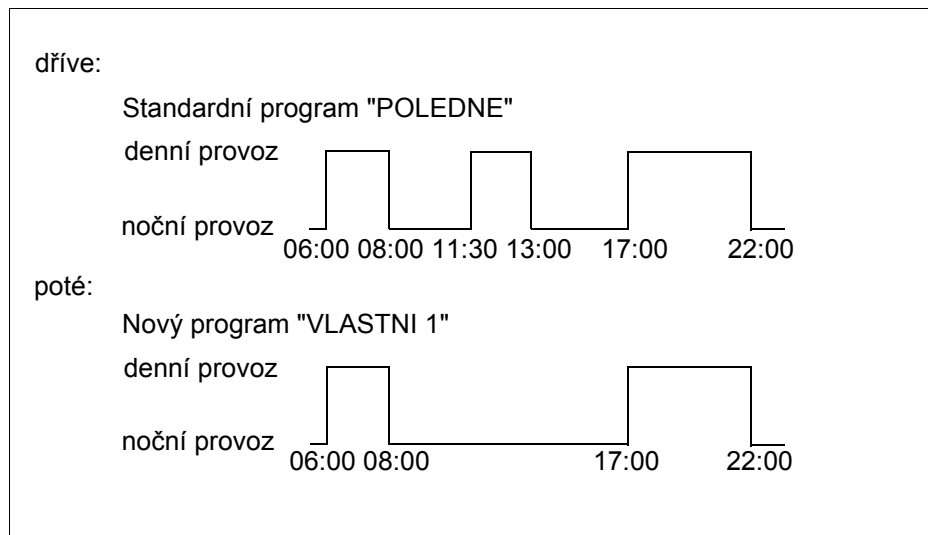 dříve:
Standardní program "POLEDNE"
denní provoz
noční provoz
06:00 08:00 11:30 13:00 17:00 22:00
poté:
Nový program "VLASTNI 1"
denní provoz
noční provoz
06:00 08:00 17:00 22:00